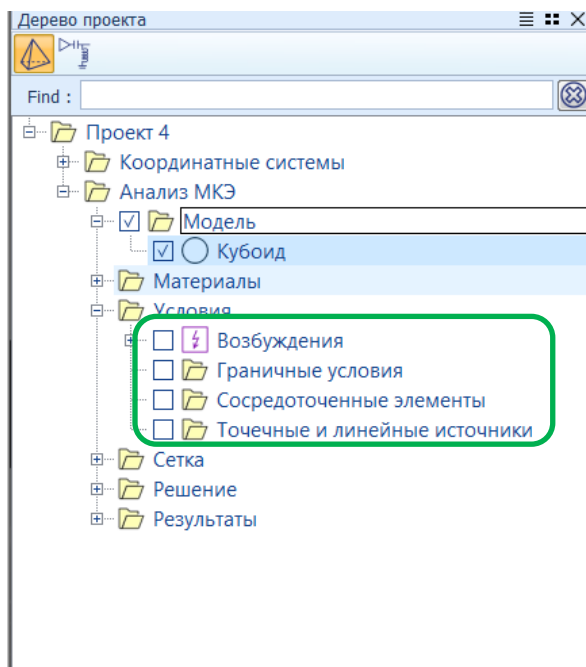 Дерево проекта
Find :
Проект 4
Координатные системы
Анализ МКЭ
Модель
Кубоид
Материалы
Условия
Возбуждения
Граничные условия
Сосредоточенные элементы
Точечные и линейные источники
Сетка
Решение
Результаты